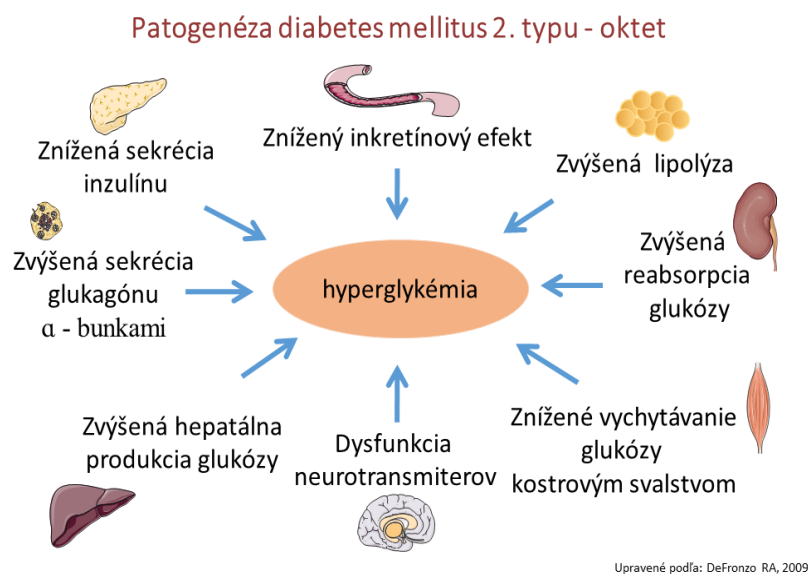 Patogenéza diabetes mellitus 2. typu - oktet
Znížená sekrécia
inzulínu
Znížený inkretínový efekt
Zvýšená lipolýza
Zvýšená sekrécia
glukagónu
α - bunkami
hyperglykémia
Zvýšená
reabsorpcia
glukózy
Zvýšená hepatálna
produkcia glukózy
Dysfunkcia
neurotransmiterov
Znížené vychytávanie
glukózy
kostrovým svalstvom
Upravené podľa: DeFronzo RA, 2009